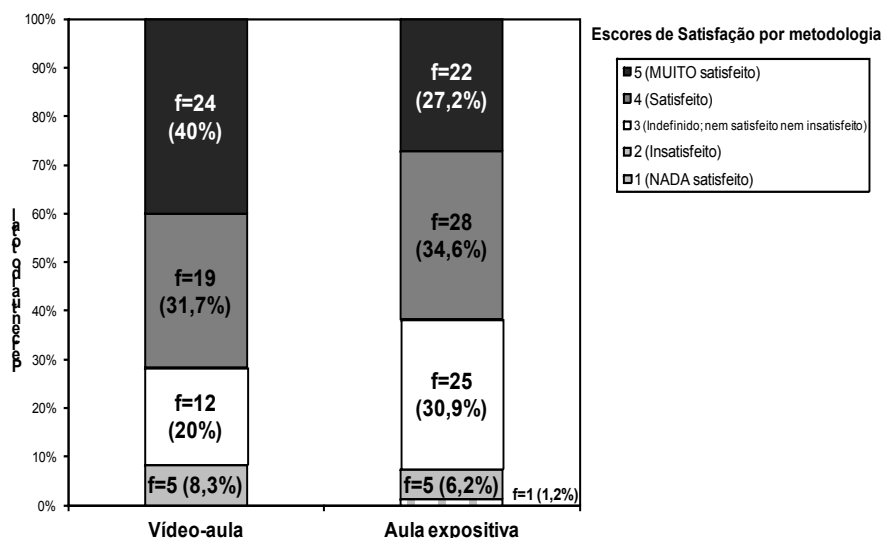 100%
90%
80%
70%
60%
50%
40%
30%
20%
10%
0%
Percentual do total
f=24
(40%)
f=19
(31,7%)
f=12
(20%)
f=5 (8,3%)
f=22
(27,2%)
f=28
(34,6%)
f=25
(30,9%)
f=5 (6,2%)
f=1 (1,2%)
Vídeo-aula
Aula expositiva
Escores de Satisfação por metodologia
5 (MUITO satisfeito)
4 (Satisfeito)
3 (Indefinido; nem satisfeito nem insatisfeito)
2 (Insatisfeito)
1 (NADA satisfeito)